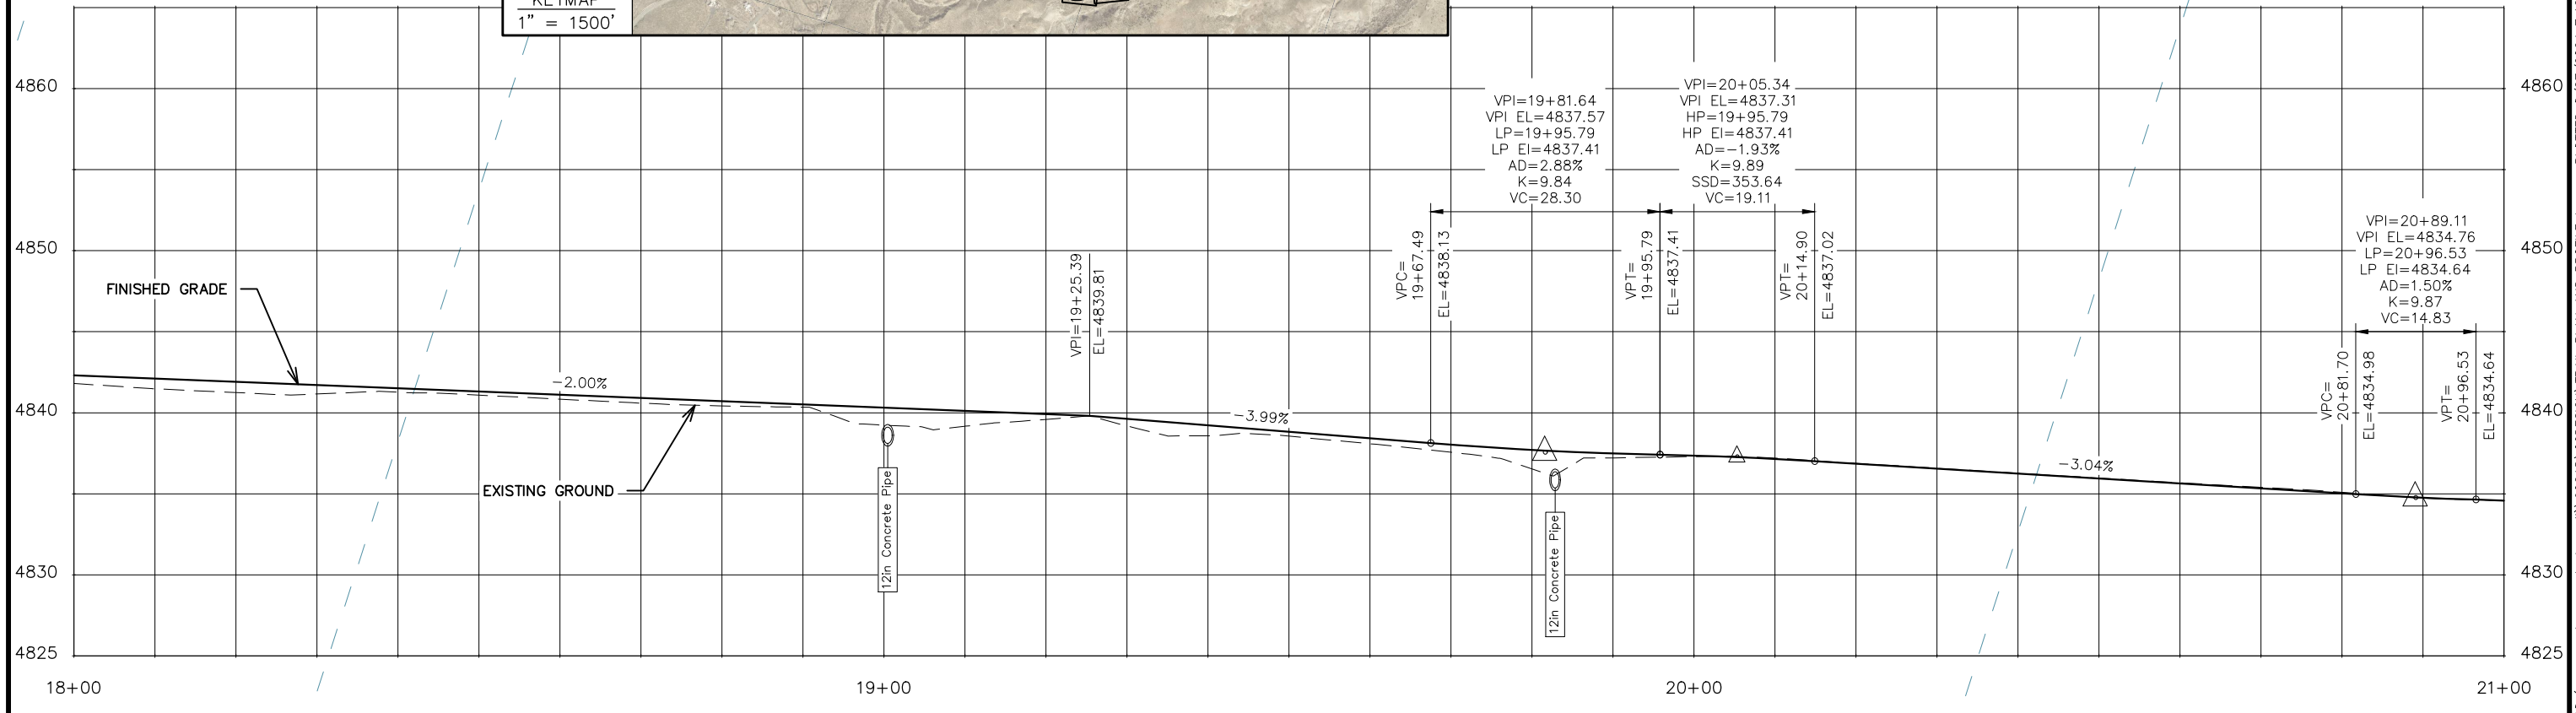 1" = 1500'
4860
4860
VPI=19+81.64
VPI EL=4837.57
LP=19+95.79
LP El=4837.41
AD=2.88%
K=9.84
VC=28.30
VPI=20+05.34
VPI EL=4837.31
HP=19+95.79
HP El=4837.41
AD=-1.93%
K=9.89
SSD=353.64
VC=19.11
VPI=20+89.11
VPI EL=4834.76
LP=20+96.53
LP El=4834.64
AD=1.50%
K=9.87
VC=14.83
4850
4850
FINISHED GRADE
VPI=19+25.39
EL=4839.81
VPC=
19+67.49
EL=4838.13
VPT=
19+95.79
EL=4837.41
VPT=
20+14.90
EL=4837.02
VPC=
20+81.70
EL=4834.98
VPT=
20+96.53
EL=4834.64
-2.00%
4840
-3.99%
4840
-3.04%
EXISTING GROUND
12in Concrete Pipe
12in Concrete Pipe
4830
4830
4825
4825
18+00
19+00
20+00
21+00